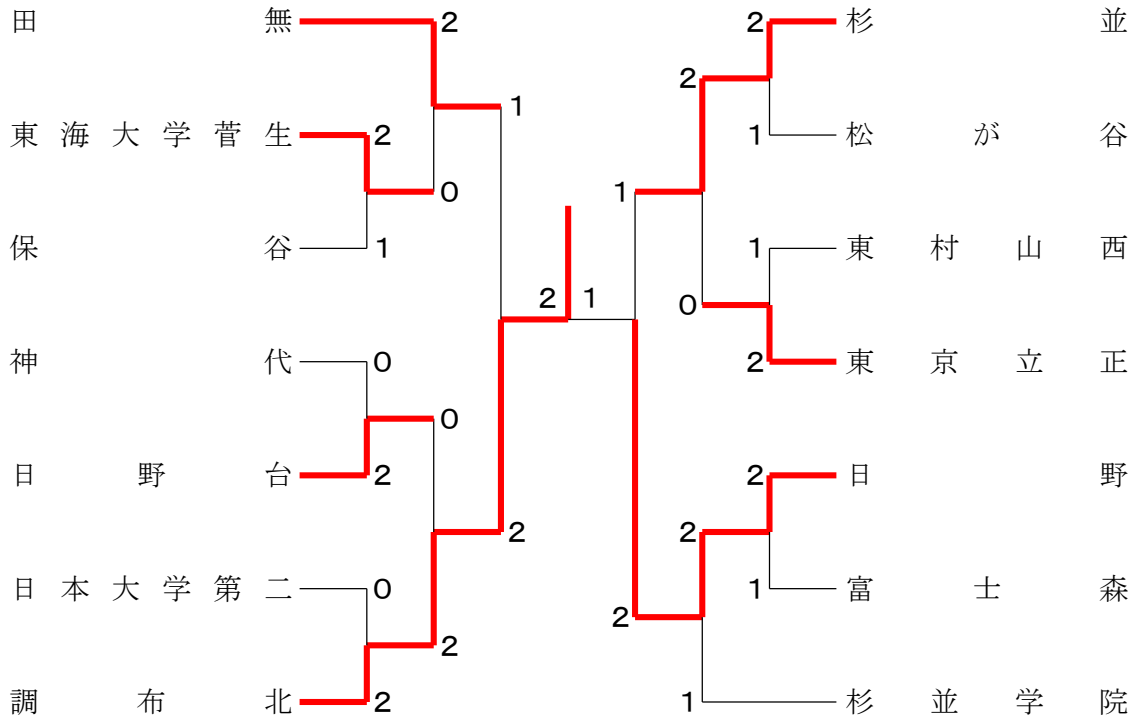 田無 2 2 杉並
2
1
東海大学菅生 2 1 松が谷
0 1
保谷 1 1 東村山西
2 1 0
神代 0 2 東京立正
0
日野台 2 2 日野
2 2
日本大学第二 0 1 富士森
2 2
調布北 2 1 杉並学院